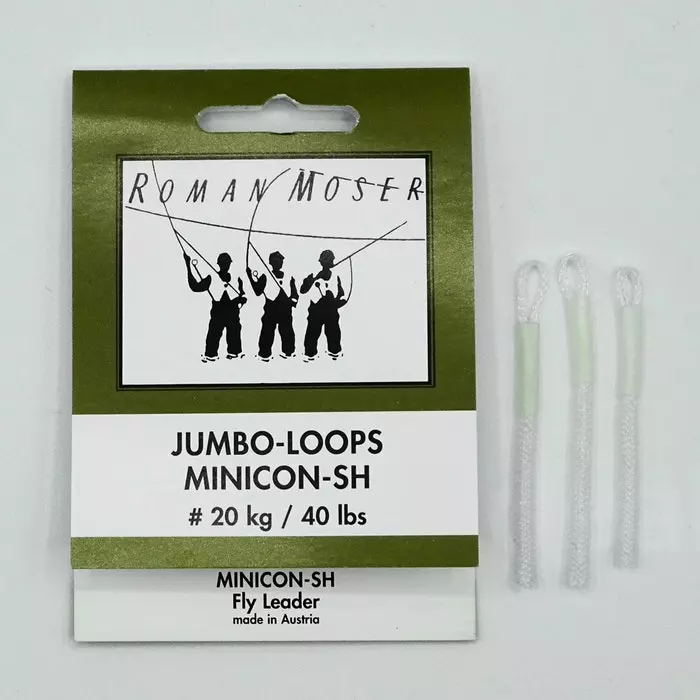 ROMAN MOSER
JUMBO-LOOPS
MINICON-SH
# 20 kg / 40 lbs
MINICON-SH
Fly Leader
made in Austria